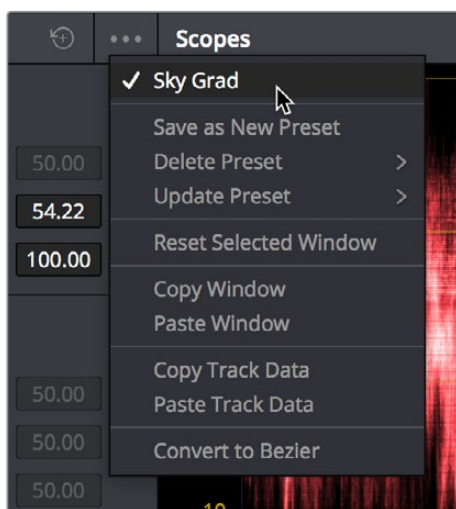 Scopes
Sky Grad
Save as New Preset
Delete Preset
Update Preset
Reset Selected Window
Copy Window
Paste Window
Copy Track Data
Paste Track Data
Convert to Bezier
50.00
54.22
100.00
50.00
50.00
50.00
10